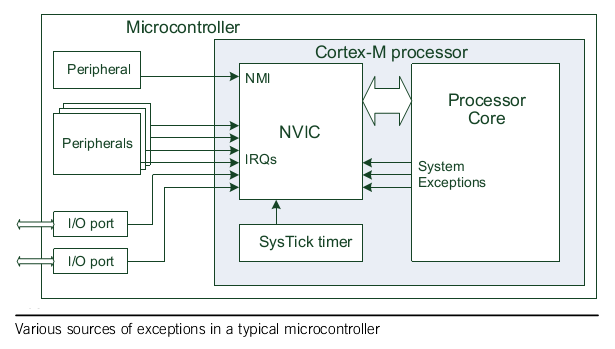 Microcontroller
Cortex-M processor
Peripheral
NMI
Processor
Core
NVIC
Peripherals
IRQs
System
Exceptions
I/O port
SysTick timer
I/O port
Various sources of exceptions in a typical microcontroller